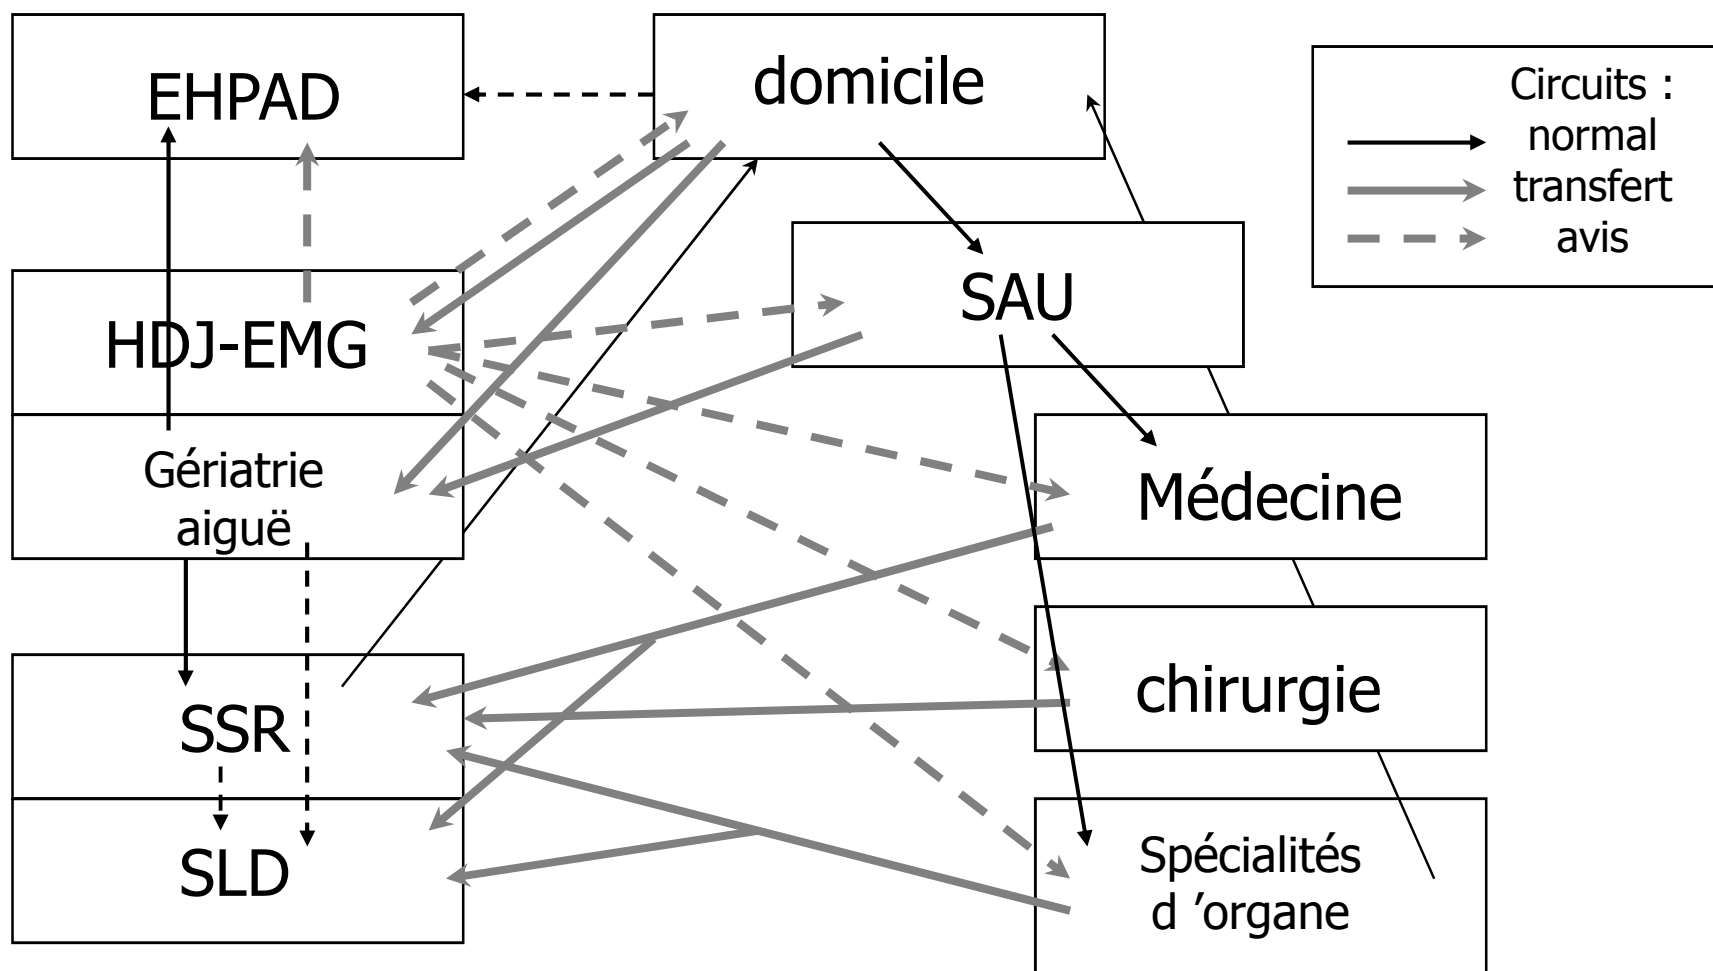 EHPAD
domicile
Circuits :
normal
transfert
avis
HDJ-EMG
SAU
Gériatrie
aiguë
Médecine
SSR
chirurgie
SLD
Spécialités
d ’organe